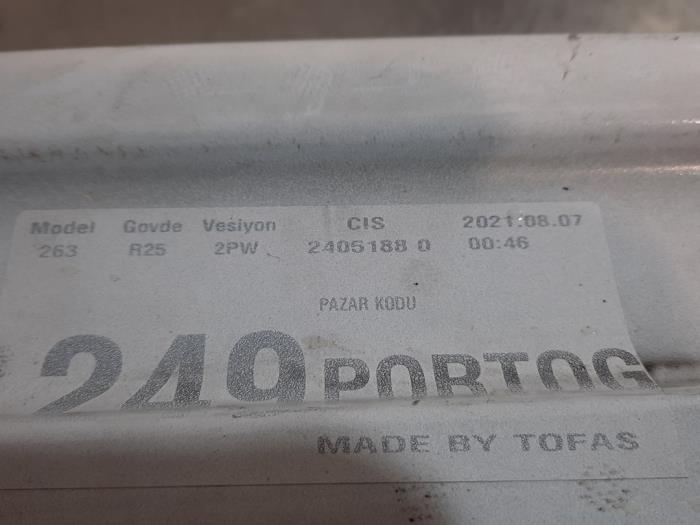 Model Govde Vesiyon CIS 2021.08.07
263 R25 2PW 2405188 0 00:46
PAZAR KODU
249 PORTOG
MADE BY TOFAS